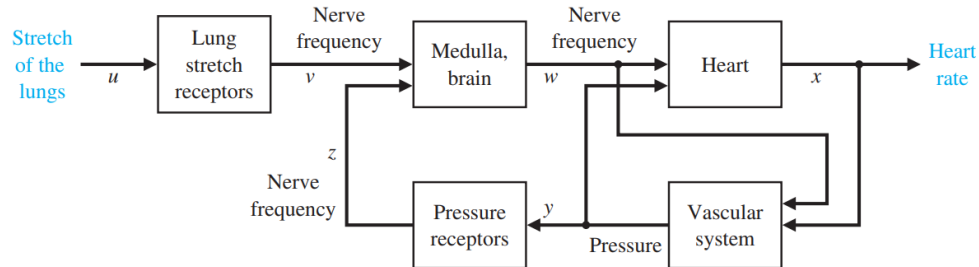 Stretch
of the
lungs
u
Lung
stretch
receptors
Nerve
frequency
v
Medulla,
brain
Nerve
frequency
w
Heart
x
Heart
rate
z
Nerve
frequency
Pressure
receptors
y
Pressure
Vascular
system